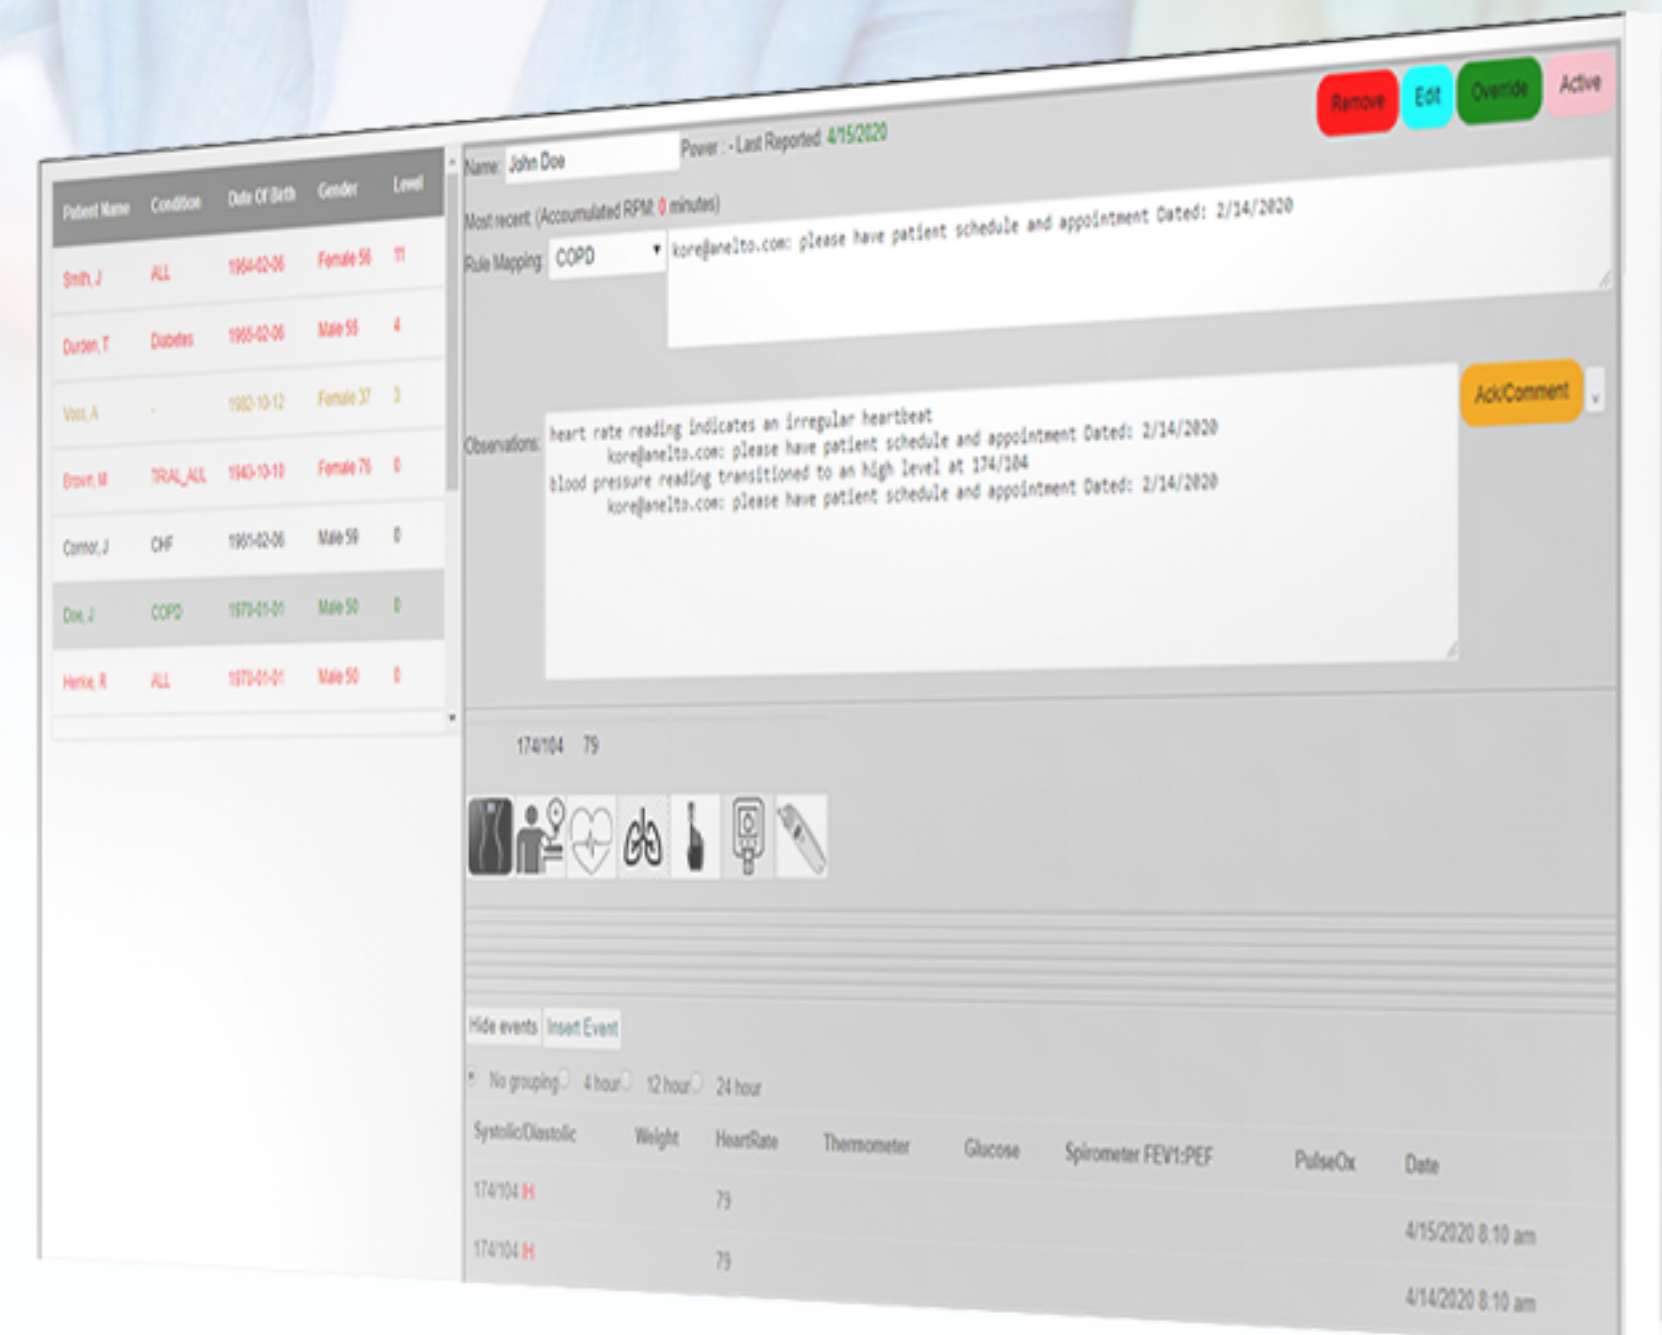 Remove Edit Override Active
Name: John Doe Power : - Last Reported: 4/15/2020
Most recent: (Accoumulated RPM: 0 minutes)
Rule Mapping: COPD kore@anelto.com: please have patient schedule and appointment Dated: 2/14/2020
Patient Name Condition Date Of Birth Gender Level
Smith, J ALL 1964-02-06 Female 56 11
Durden, T Diabetes 1965-02-06 Male 55 4
Voss, A - 1982-10-12 Female 37 3
Brown, M TRIAL_ALL 1943-10-10 Female 76 0
Connor, J CHF 1961-02-06 Male 59 0
Doe, J COPD 1970-01-01 Male 50 0
Henke, R ALL 1970-01-01 Male 50 0
Ack/Comment
Observations: heart rate reading indicates an irregular heartbeat
kore@anelto.com: please have patient schedule and appointment Dated: 2/14/2020
blood pressure reading transitioned to an high level at 174/104
kore@anelto.com: please have patient schedule and appointment Dated: 2/14/2020
174/104 79
Hide events Insert Event
No grouping 4 hour 12 hour 24 hour
Systolic/Diastolic Weight HeartRate Thermometer Glucose Spirometer FEV1:PEF PulseOx Date
174/104 IH 79 4/15/2020 8:10 am
174/104 IH 79 4/14/2020 8:10 am